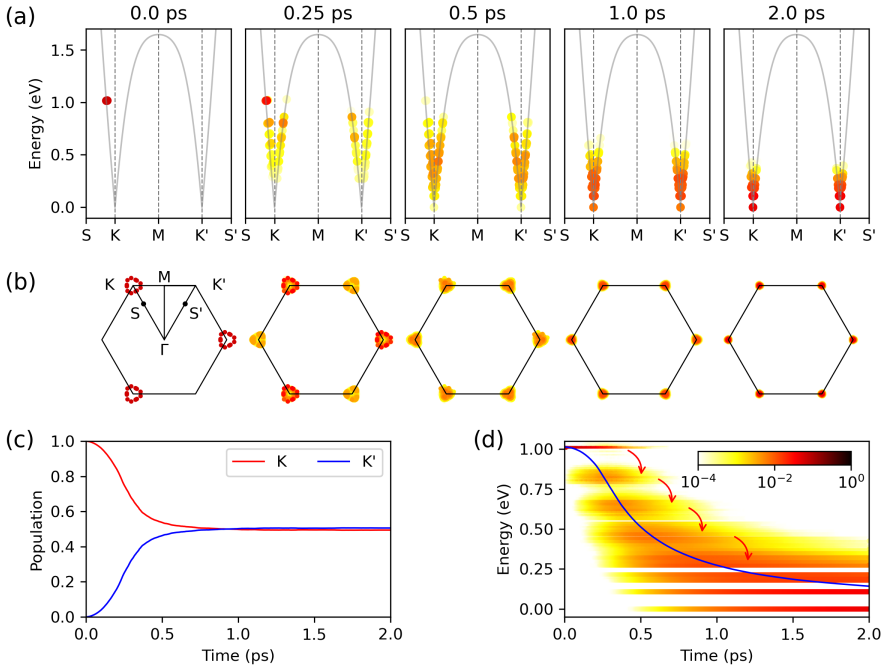 (a)
0.0 ps 0.25 ps 0.5 ps 1.0 ps 2.0 ps
Energy (eV)
1.5
1.0
0.5
0.0
S K M K' S' S K M K' S' S K M K' S' S K M K' S' S K M K' S'
(b)
K M K'
S S'
Γ
(c)
Population
1.0
0.8
0.6
0.4
0.2
0.0
K K'
0.0 0.5 1.0 1.5 2.0
Time (ps)
(d)
Energy (eV)
1.00
0.75
0.50
0.25
0.00
10⁻⁴ 10⁻² 10⁰
0.0 0.5 1.0 1.5 2.0
Time (ps)